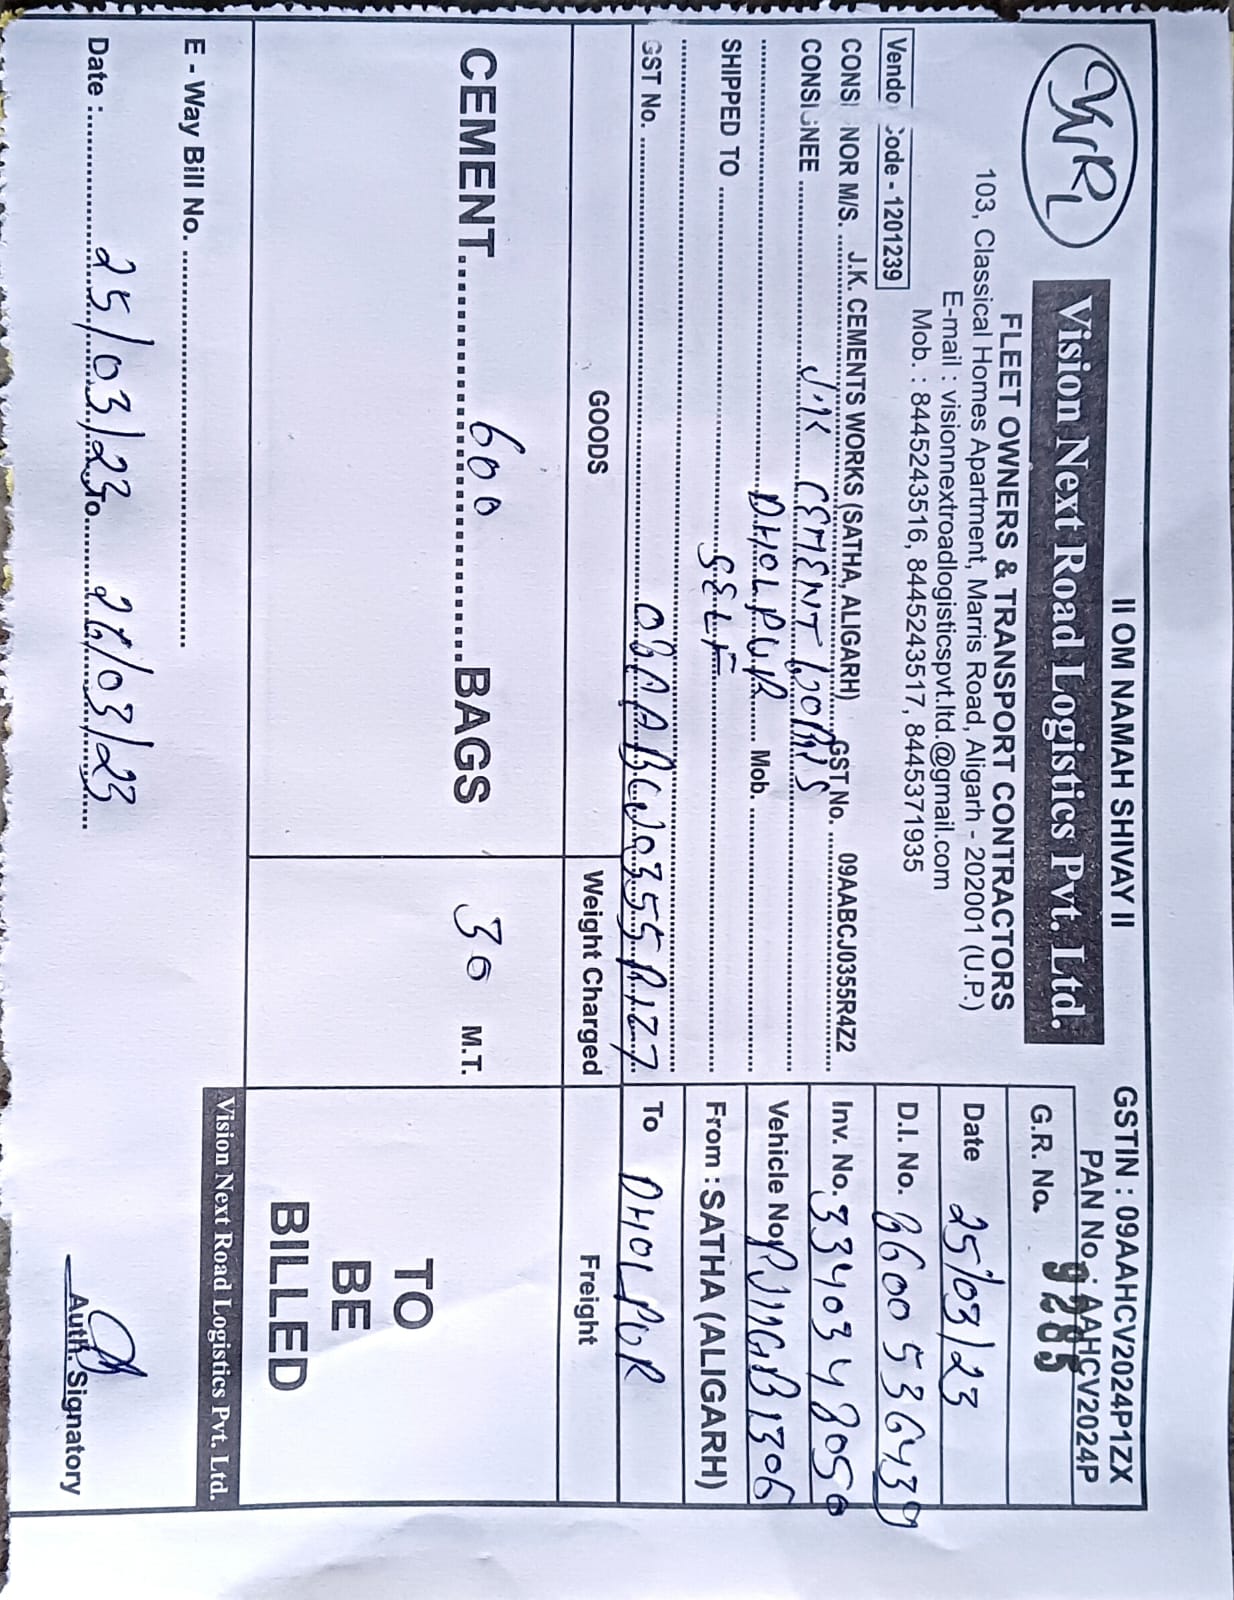 VNRL
II OM NAMAH SHIVAY II
Vision Next Road Logistics Pvt. Ltd.
FLEET OWNERS & TRANSPORT CONTRACTORS
103, Classical Homes Apartment, Marris Road, Aligarh - 202001 (U.P.)
E-mail : visionnextroadlogisticspvt.ltd.@gmail.com
Mob. : 8445243516, 8445243517, 8445371935
GSTIN : 09AAHCV2024P1ZX
PAN No. : AAHCV2024P
G.R. No. 9285
Date 25/03/23
D.I. No. 8600536439
Inv. No. 3340348050
Vehicle No RJ11GB1306
From : SATHA (ALIGARH)
To DHOLPUR
Vendo Code - 1201239
CONSI NOR M/S. J.K. CEMENTS WORKS (SATHA, ALIGARH) GST No. 09AABCJ0355R4Z2
CONSIGNEE J.K CEMENT WORKS
DHOLPUR Mob.
SHIPPED TO SELF
GST No. 08AABCJ0355R1Z7
GOODS Weight Charged Freight
CEMENT 600 BAGS 30 M.T.
TO
BE
BILLED
Vision Next Road Logistics Pvt. Ltd.
E - Way Bill No.
Date : 25/03/23 To 26/03/23
Auth. Signatory